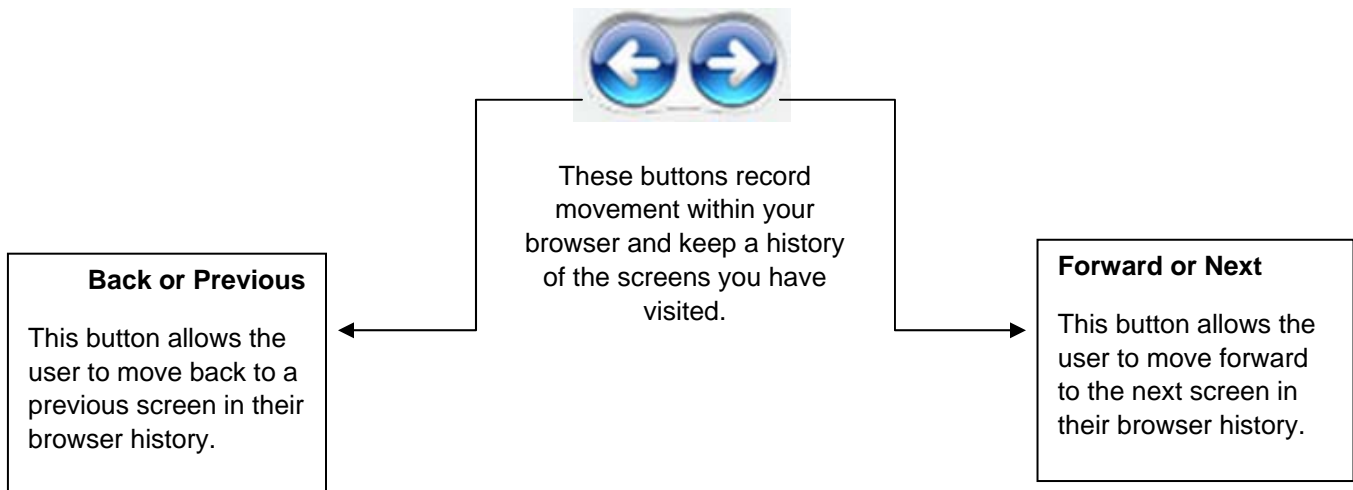 These buttons record
movement within your
browser and keep a history
of the screens you have
visited.
Back or Previous
This button allows the
user to move back to a
previous screen in their
browser history.
Forward or Next
This button allows the
user to move forward
to the next screen in
their browser history.